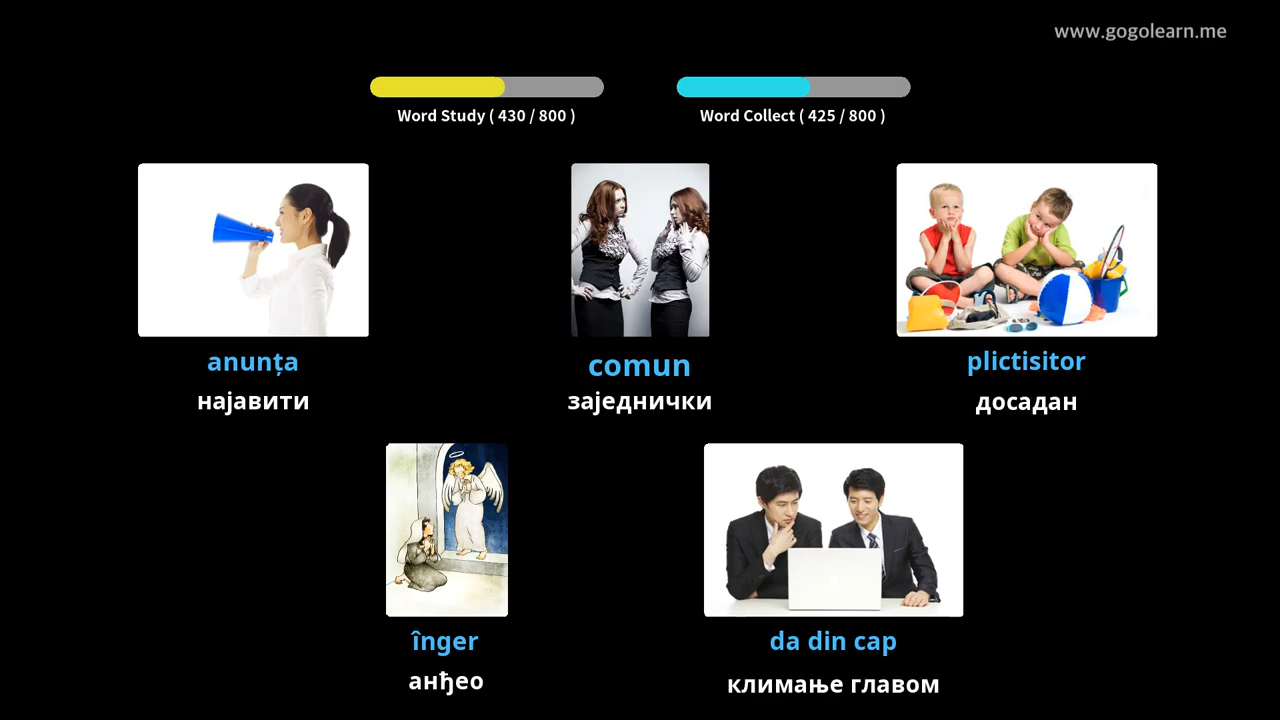 www.gogolearn.me
Word Study ( 430 / 800 )
Word Collect ( 425 / 800 )
anunța
најавити
comun
заједнички
plictisitor
досадан
înger
анђео
da din cap
климање главом